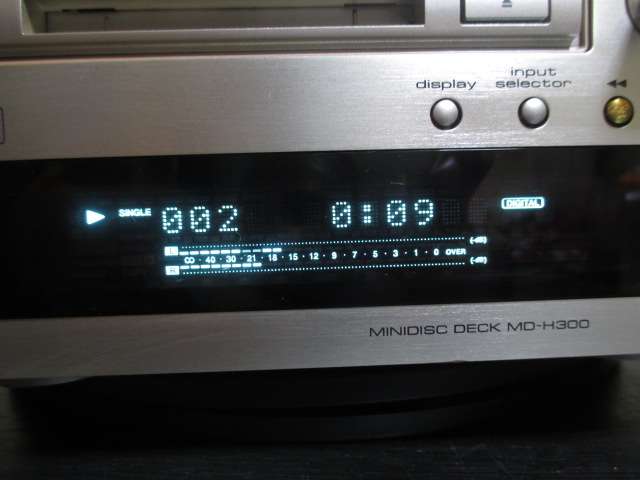 display
input
selector
SINGLE 002 0:09 DIGITAL
L (-dB)
∞ · 40 · 30 · 21 · 18 · 15 · 12 · 9 · 7 · 5 · 3 · 1 · 0 OVER
R (-dB)
MINIDISC DECK MD-H300